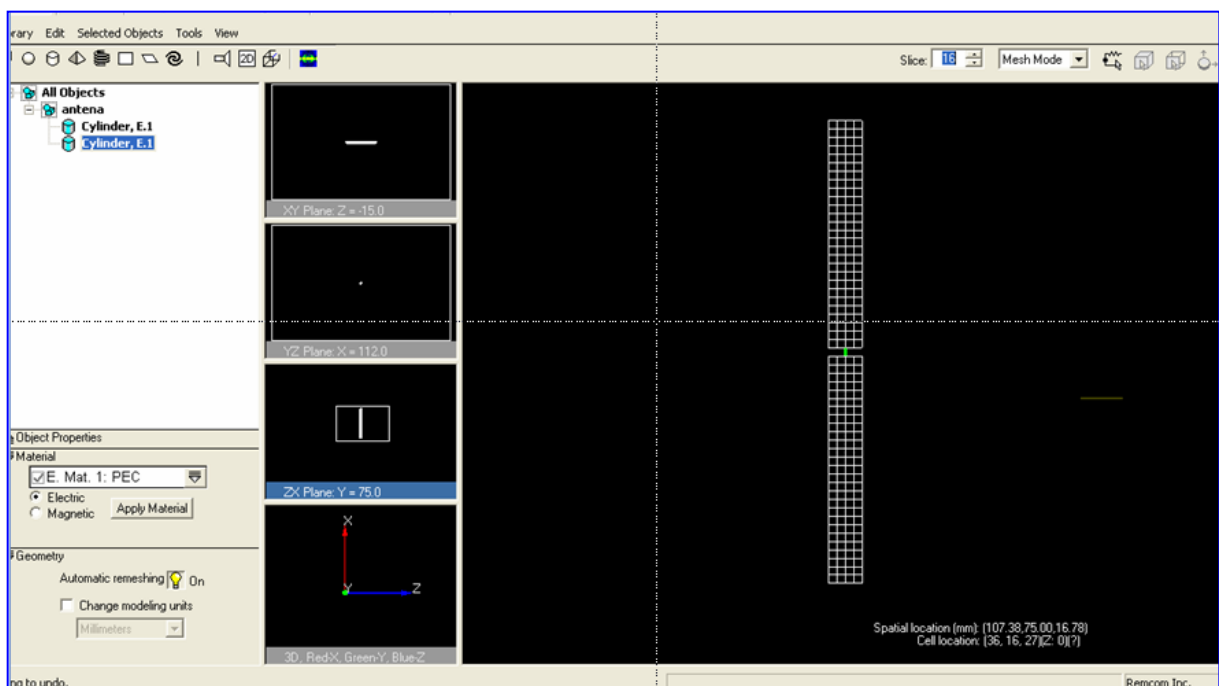 rary Edit Selected Objects Tools View
2D
Slice: 16 Mesh Mode
All Objects
antena
Cylinder, E.1
Cylinder, E.1
XY Plane: Z = -15.0
YZ Plane: X = 112.0
ZX Plane: Y = 75.0
X
Y
Z
3D, Red-X, Green-Y, Blue-Z
Object Properties
Material
E. Mat. 1: PEC
Electric
Magnetic
Apply Material
Geometry
Automatic remeshing On
Change modeling units
Millimeters
Spatial location (mm): (107.38,75.00,16.78)
Cell location: (36, 16, 27)(Z: 0)(?)
ng to undo.
Remcom Inc.